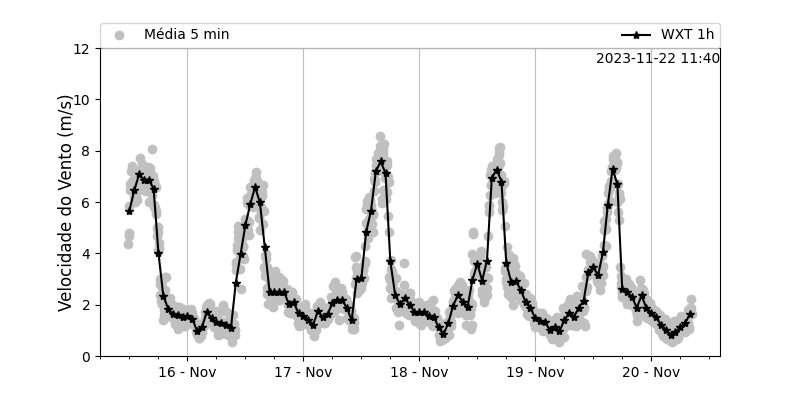 Média 5 min
WXT 1h
2023-11-22 11:40
Velocidade do Vento (m/s)
12
10
8
6
4
2
0
16 - Nov
17 - Nov
18 - Nov
19 - Nov
20 - Nov